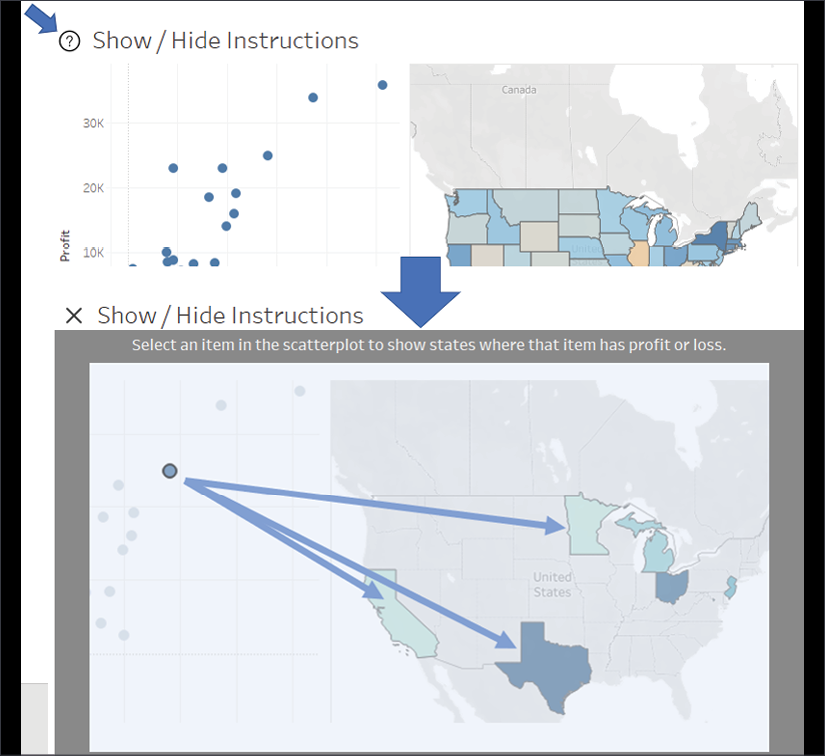 ? Show / Hide Instructions
Canada
30K
20K
10K
Profit
United
× Show / Hide Instructions
Select an item in the scatterplot to show states where that item has profit or loss.
United
States